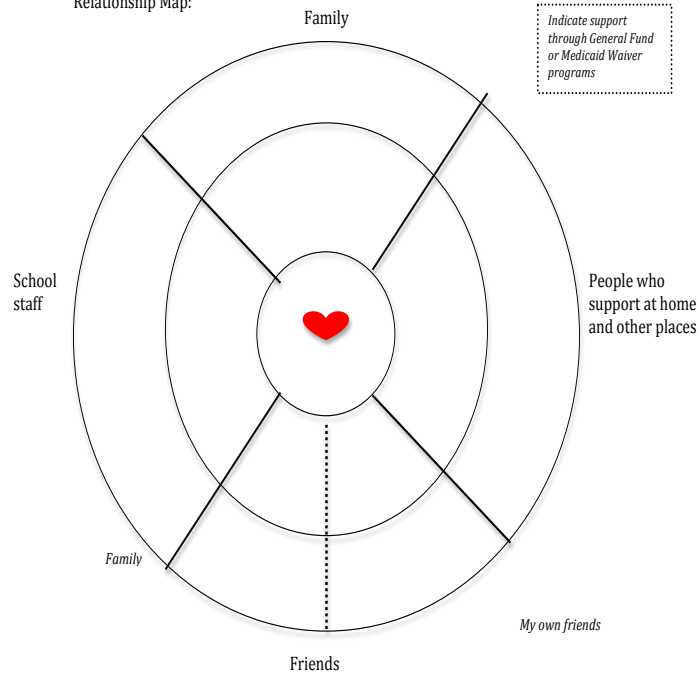 Relationship Map:
Family
Indicate support
through General Fund
or Medicaid Waiver
programs
School
staff
People who
support at home
and other places
Family
My own friends
Friends